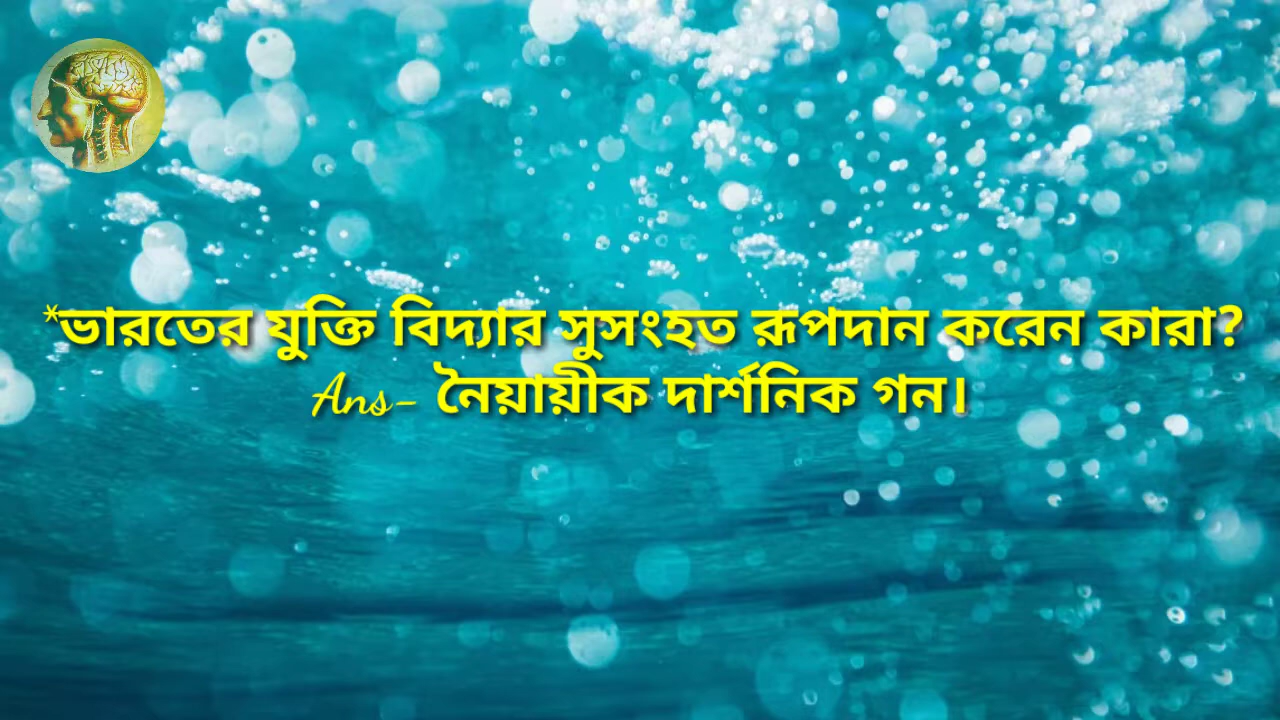 *ভারতের যুক্তি বিদ্যার সুসংহত রূপদান করেন কারা?
Ans- নৈয়ায়ীক দার্শনিক গন।